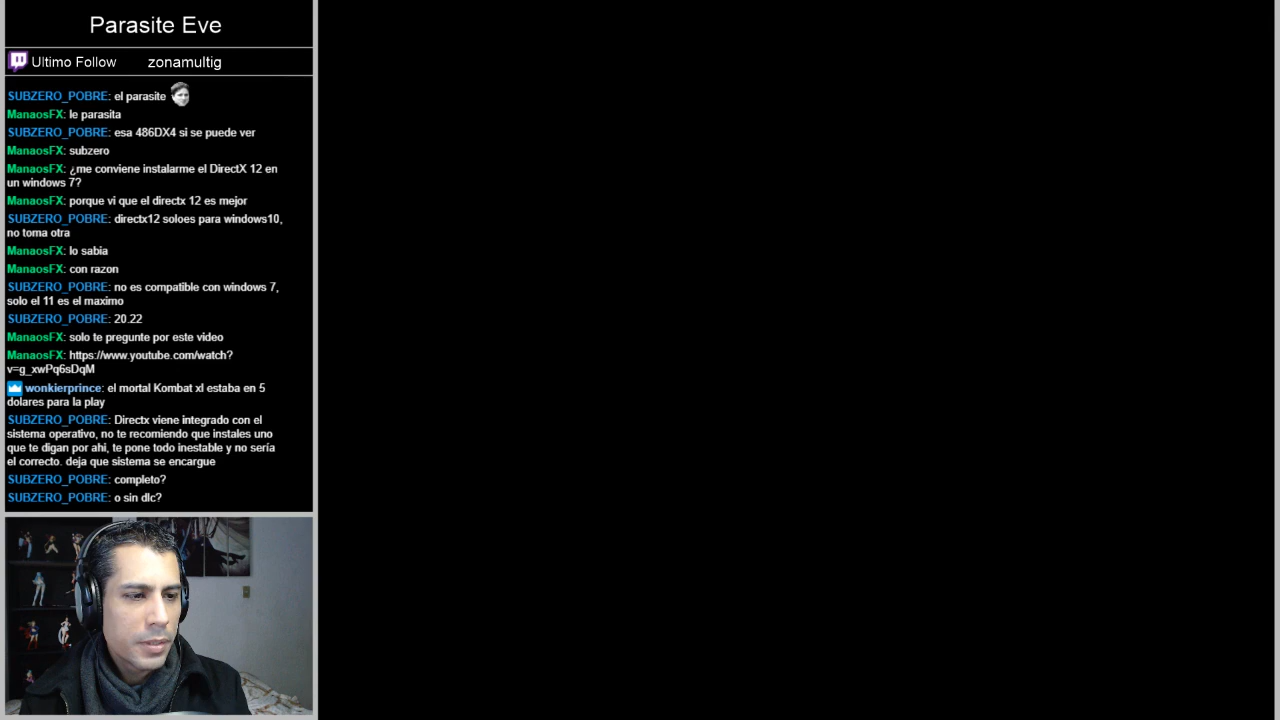 Parasite Eve
Ultimo Follow zonamultig
SUBZERO_POBRE: el parasite
ManaosFX: le parasita
SUBZERO_POBRE: esa 486DX4 si se puede ver
ManaosFX: subzero
ManaosFX: ¿me conviene instalarme el DirectX 12 en
un windows 7?
ManaosFX: porque vi que el directx 12 es mejor
SUBZERO_POBRE: directx12 soloes para windows10,
no toma otra
ManaosFX: lo sabia
ManaosFX: con razon
SUBZERO_POBRE: no es compatible con windows 7,
solo el 11 es el maximo
SUBZERO_POBRE: 20.22
ManaosFX: solo te pregunte por este video
ManaosFX: https://www.youtube.com/watch?
v=g_xwPq6sDqM
wonkierprince: el mortal Kombat xl estaba en 5
dolares para la play
SUBZERO_POBRE: Directx viene integrado con el
sistema operativo, no te recomiendo que instales uno
que te digan por ahi, te pone todo inestable y no sería
el correcto. deja que sistema se encargue
SUBZERO_POBRE: completo?
SUBZERO_POBRE: o sin dlc?